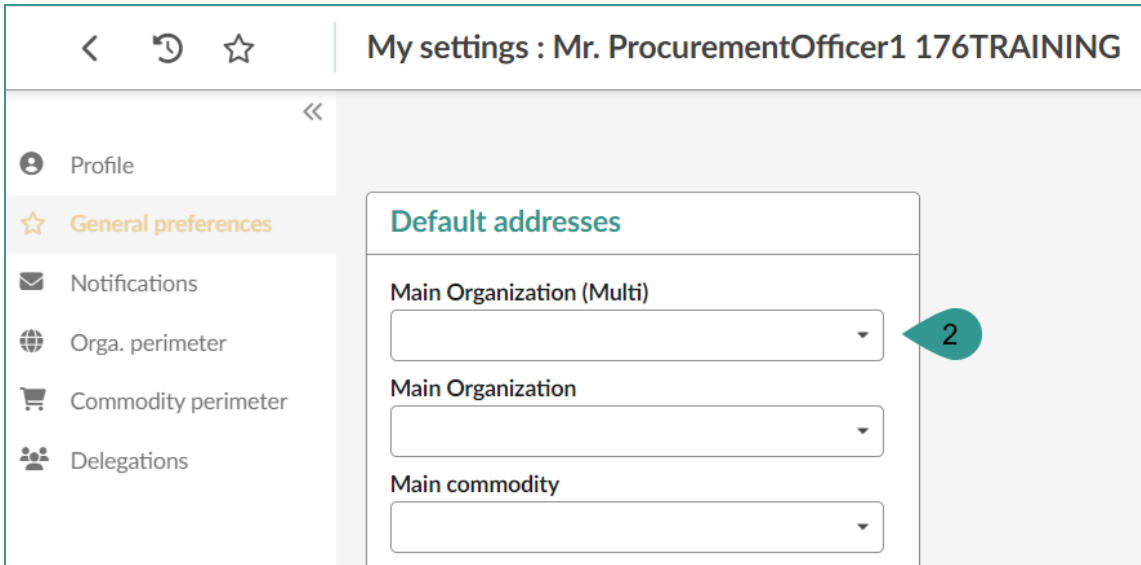 My settings : Mr. ProcurementOfficer1 176TRAINING
Profile
General preferences
Notifications
Orga. perimeter
Commodity perimeter
Delegations
Default addresses
Main Organization (Multi)
2
Main Organization
Main commodity